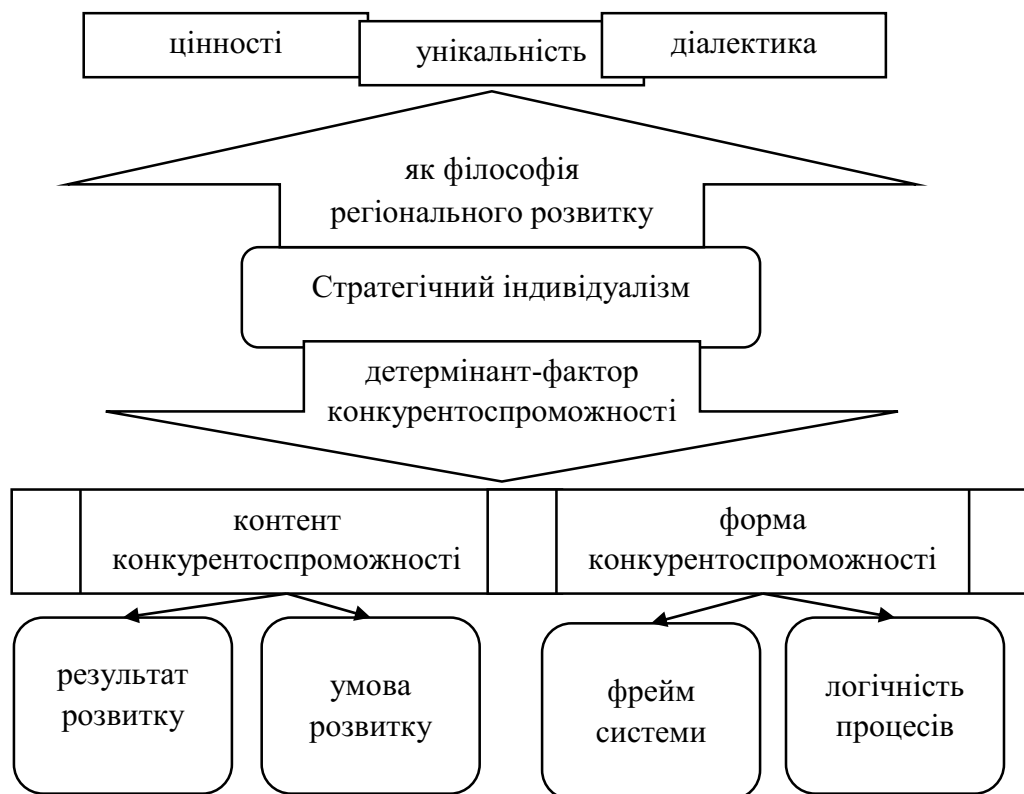 цінності
унікальність
діалектика
як філософія
регіонального розвитку
Стратегічний індивідуалізм
детермінант-фактор
конкурентоспроможності
контент
конкурентоспроможності
форма
конкурентоспроможності
результат
розвитку
умова
розвитку
фрейм
системи
логічність
процесів